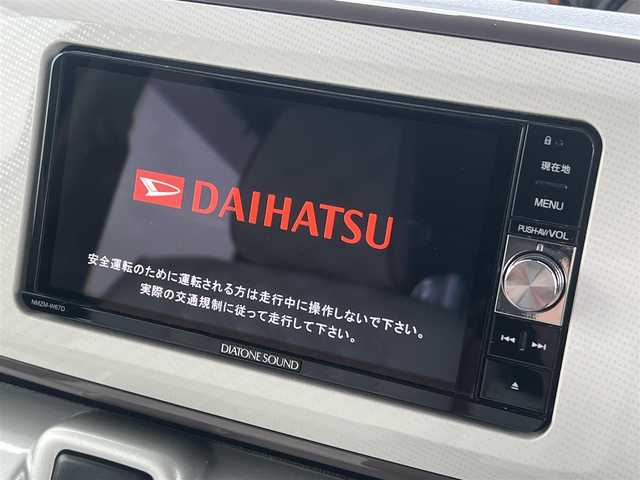 現在地
MENU
PUSH-AV/VOL
DAIHATSU
安全運転のために運転される方は走行中に操作しないで下さい。
実際の交通規制に従って走行して下さい。
NMZM-W67D
DIATONE SOUND